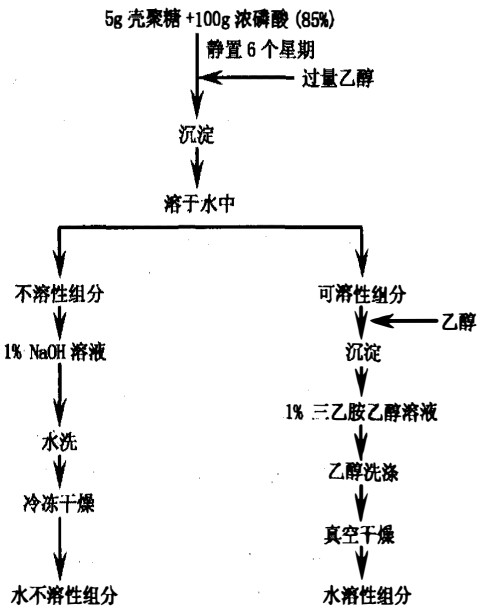 5g 壳聚糖 +100g 浓磷酸 (85%)
静置 6 个星期
过量乙醇
沉淀
溶于水中
不溶性组分
可溶性组分
乙醇
1% NaOH 溶液
沉淀
1% 三乙胺乙醇溶液
水洗
乙醇洗涤
冷冻干燥
真空干燥
水不溶性组分
水溶性组分